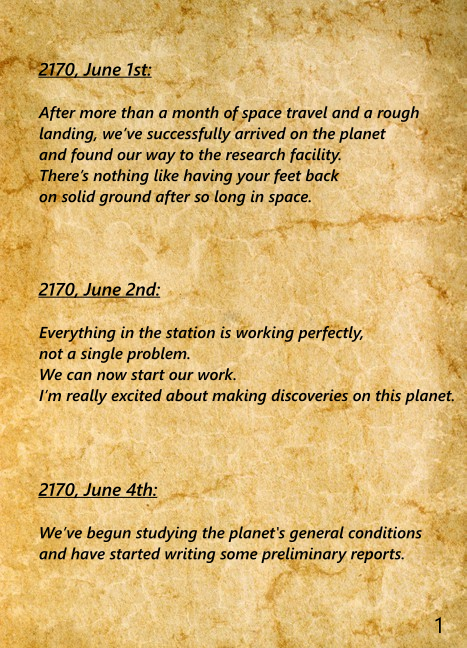 2170, June 1st:
After more than a month of space travel and a rough
landing, we've successfully arrived on the planet
and found our way to the research facility.
There's nothing like having your feet back
on solid ground after so long in space.
2170, June 2nd:
Everything in the station is working perfectly,
not a single problem.
We can now start our work.
I'm really excited about making discoveries on this planet.
2170, June 4th:
We've begun studying the planet's general conditions
and have started writing some preliminary reports.
1